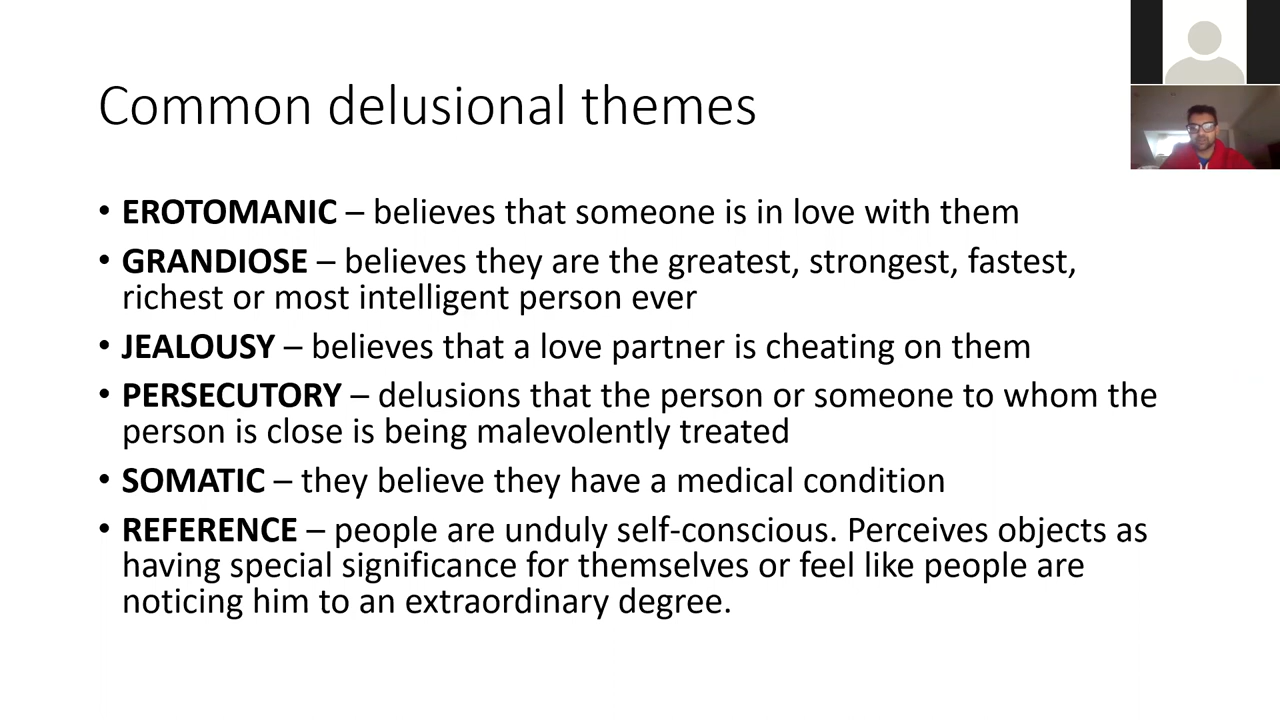 Common delusional themes
• EROTOMANIC – believes that someone is in love with them
• GRANDIOSE – believes they are the greatest, strongest, fastest,
richest or most intelligent person ever
• JEALOUSY – believes that a love partner is cheating on them
• PERSECUTORY – delusions that the person or someone to whom the
person is close is being malevolently treated
• SOMATIC – they believe they have a medical condition
• REFERENCE – people are unduly self-conscious. Perceives objects as
having special significance for themselves or feel like people are
noticing him to an extraordinary degree.